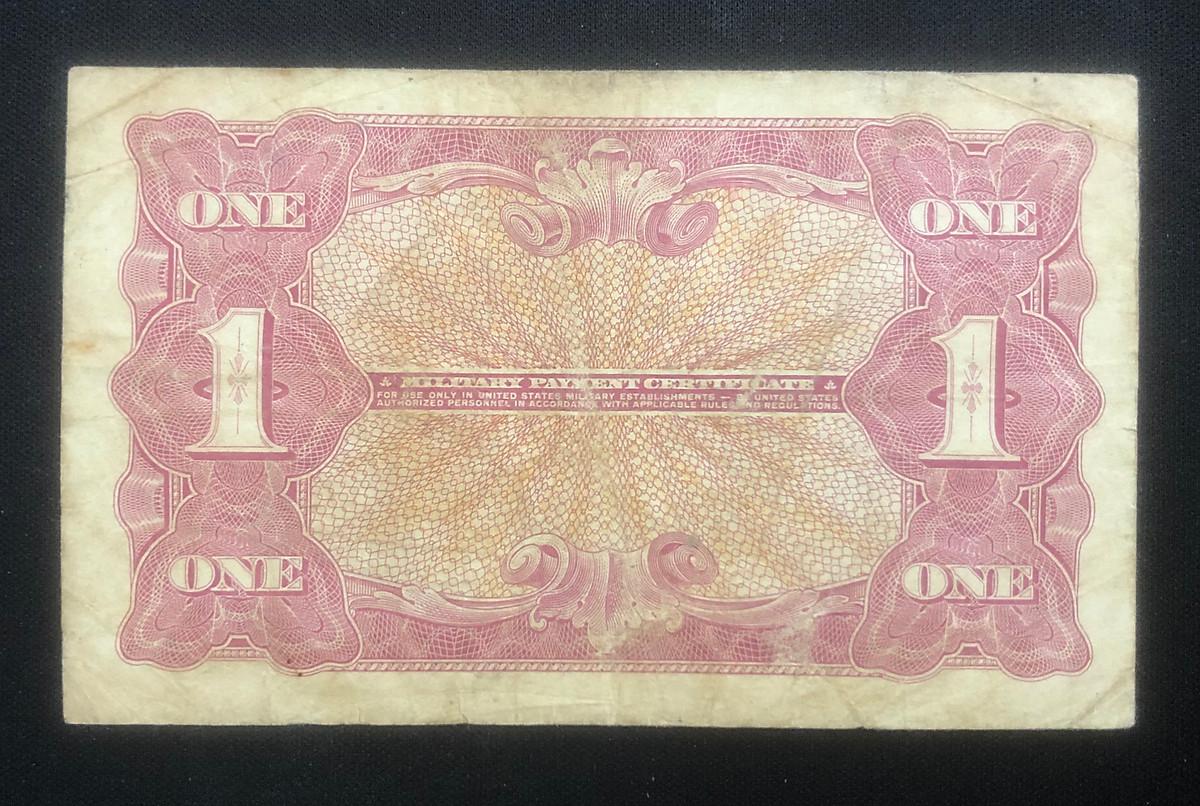 ONE ONE
1 1
MILITARY PAYMENT CERTIFICATE
FOR USE ONLY IN UNITED STATES MILITARY ESTABLISHMENTS — BY UNITED STATES
AUTHORIZED PERSONNEL IN ACCORDANCE WITH APPLICABLE RULES AND REGULATIONS.
ONE ONE